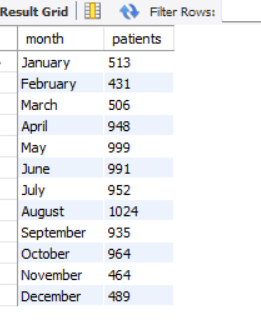 Result Grid Filter Rows:
month patients
January 513
February 431
March 506
April 948
May 999
June 991
July 952
August 1024
September 935
October 964
November 464
December 489